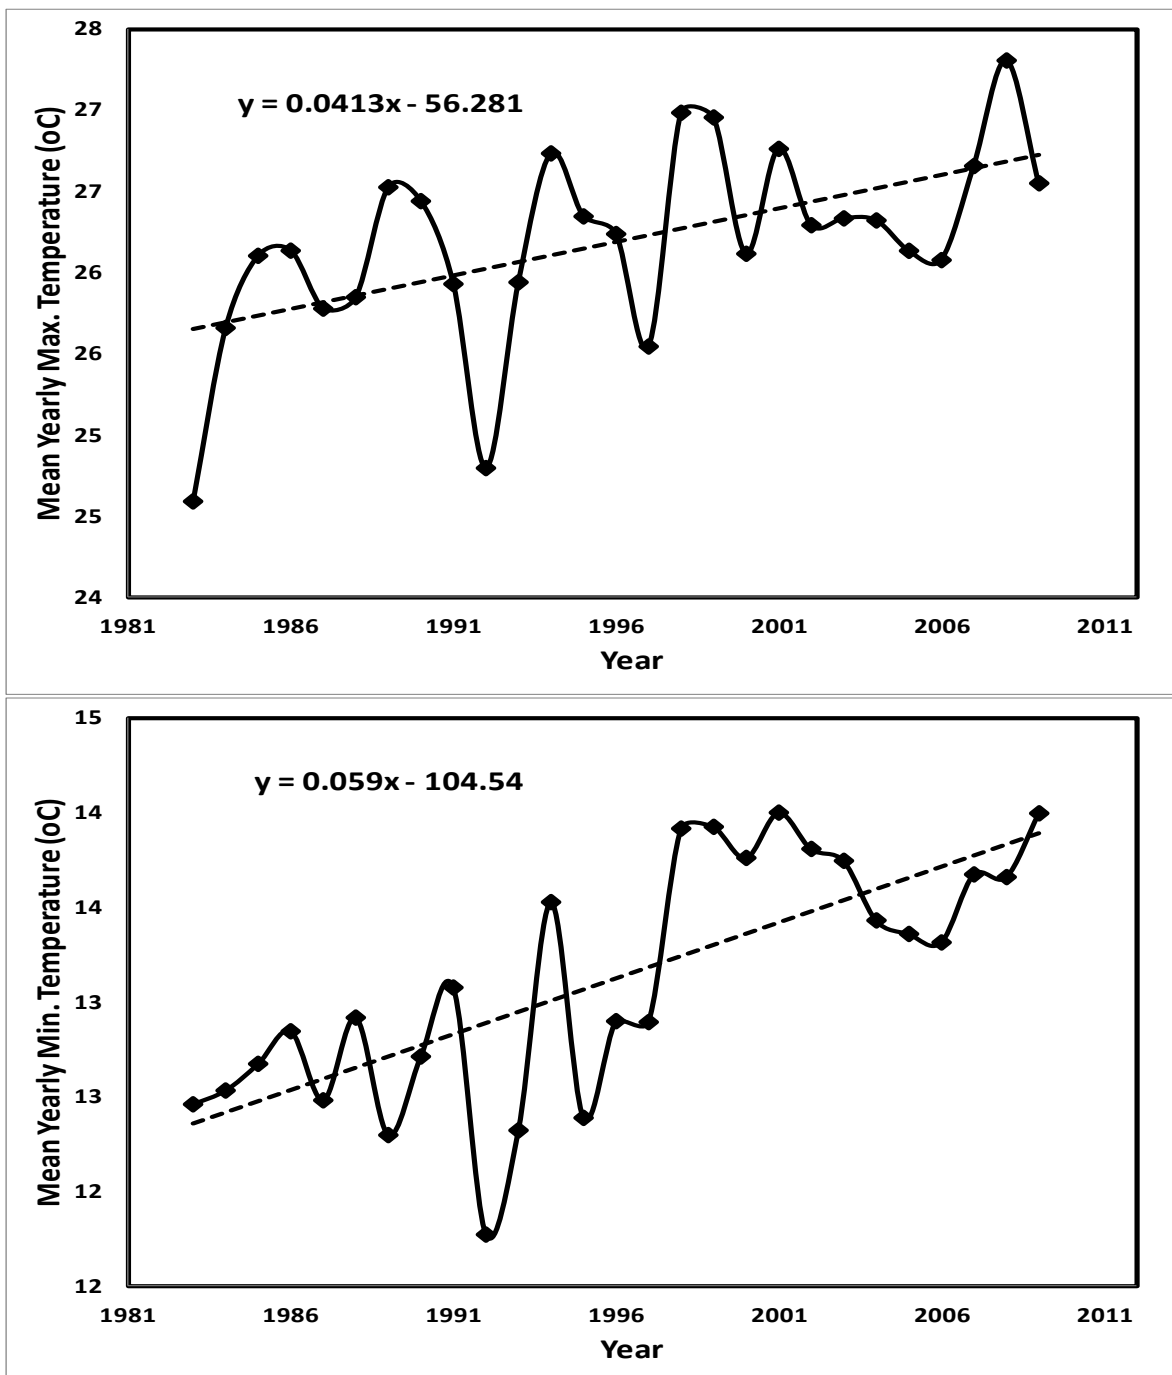 28
27
27
26
26
25
25
24
Mean Yearly Max. Temperature (oC)
y = 0.0413x - 56.281
1981 1986 1991 1996 2001 2006 2011
Year
15
14
14
13
13
12
12
Mean Yearly Min. Temperature (oC)
y = 0.059x - 104.54
1981 1986 1991 1996 2001 2006 2011
Year